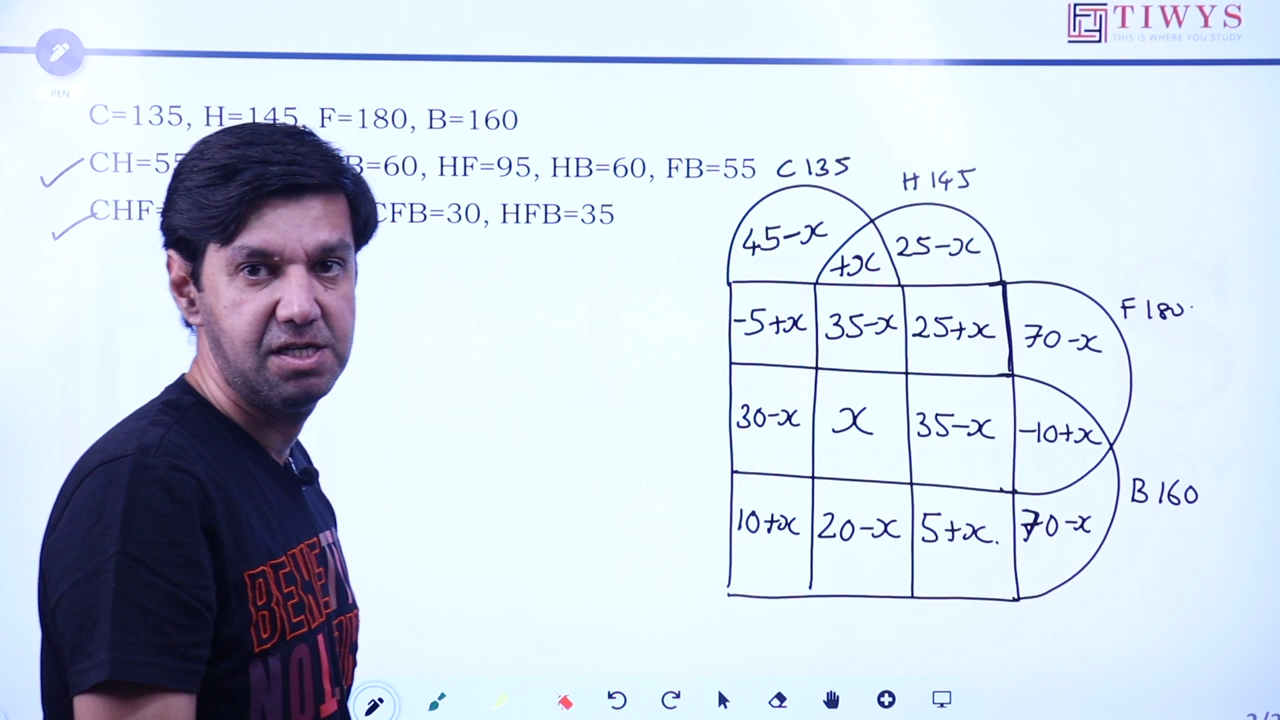 TIWYS
THIS IS WHERE YOU STUDY
PEN
C=135, H=145, F=180, B=160
CH=55 B=60, HF=95, HB=60, FB=55
CHF= CFB=30, HFB=35
C 135
H 145
45-x
+x
25-x
-5+x 35-x 25+x 70-x
F 180.
30-x x 35-x -10+x
B 160
10+x 20-x 5+x. 70-x
BENE
NOT